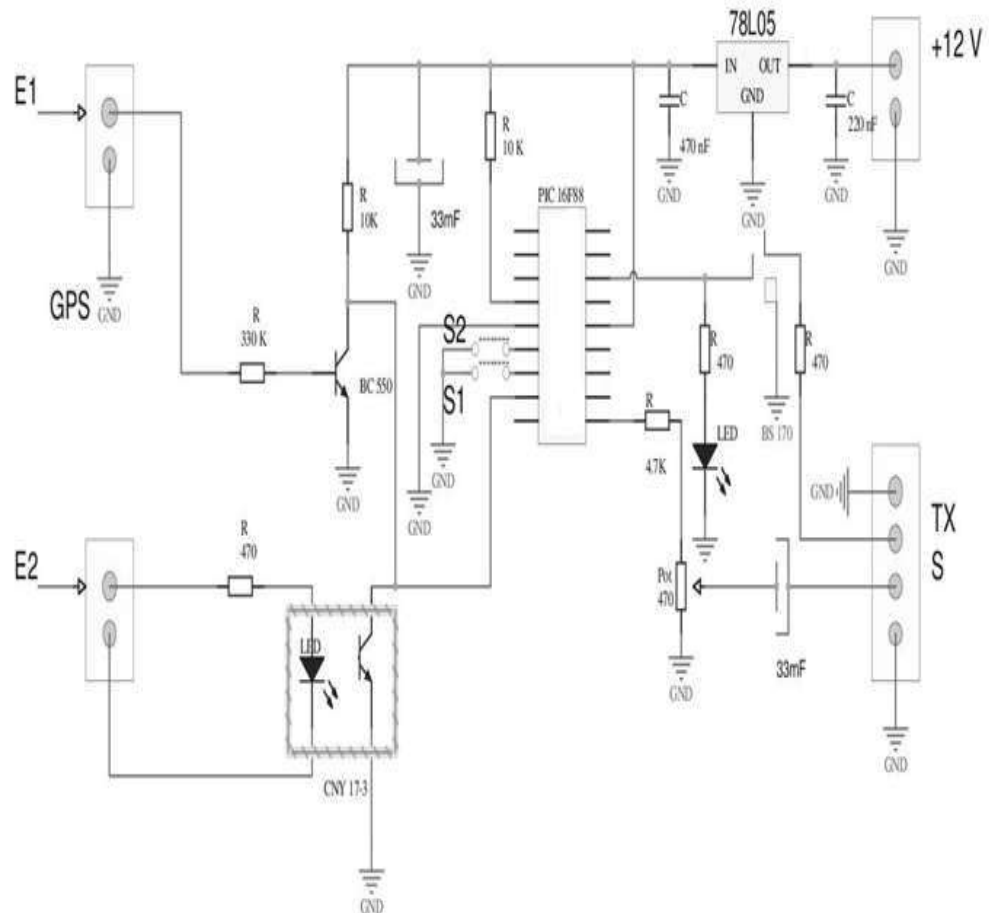 78L05
+12 V
E1
IN OUT
GND
C
470 nF
GND
C
220 nF
GND
GND
GND
R
10K
33mF
GND
R
10 K
PIC 16F88
GPS
GND
R
330 K
BC 550
GND
S2
S1
GND
GND
R
4.7K
R
470
LED
R
470
BS 170
GND
TX
S
E2
R
470
LED
CNY 17-3
GND
Pot
470
GND
33mF
GND